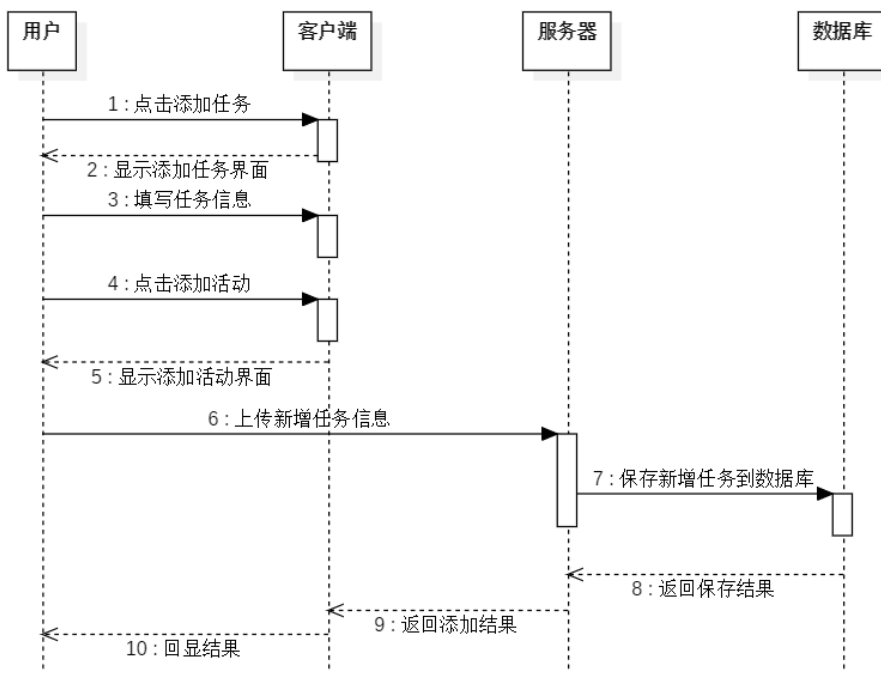 用户
客户端
服务器
数据库
1 : 点击添加任务
2 : 显示添加任务界面
3 : 填写任务信息
4 : 点击添加活动
5 : 显示添加活动界面
6 : 上传新增任务信息
7 : 保存新增任务到数据库
8 : 返回保存结果
9 : 返回添加结果
10 : 回显结果